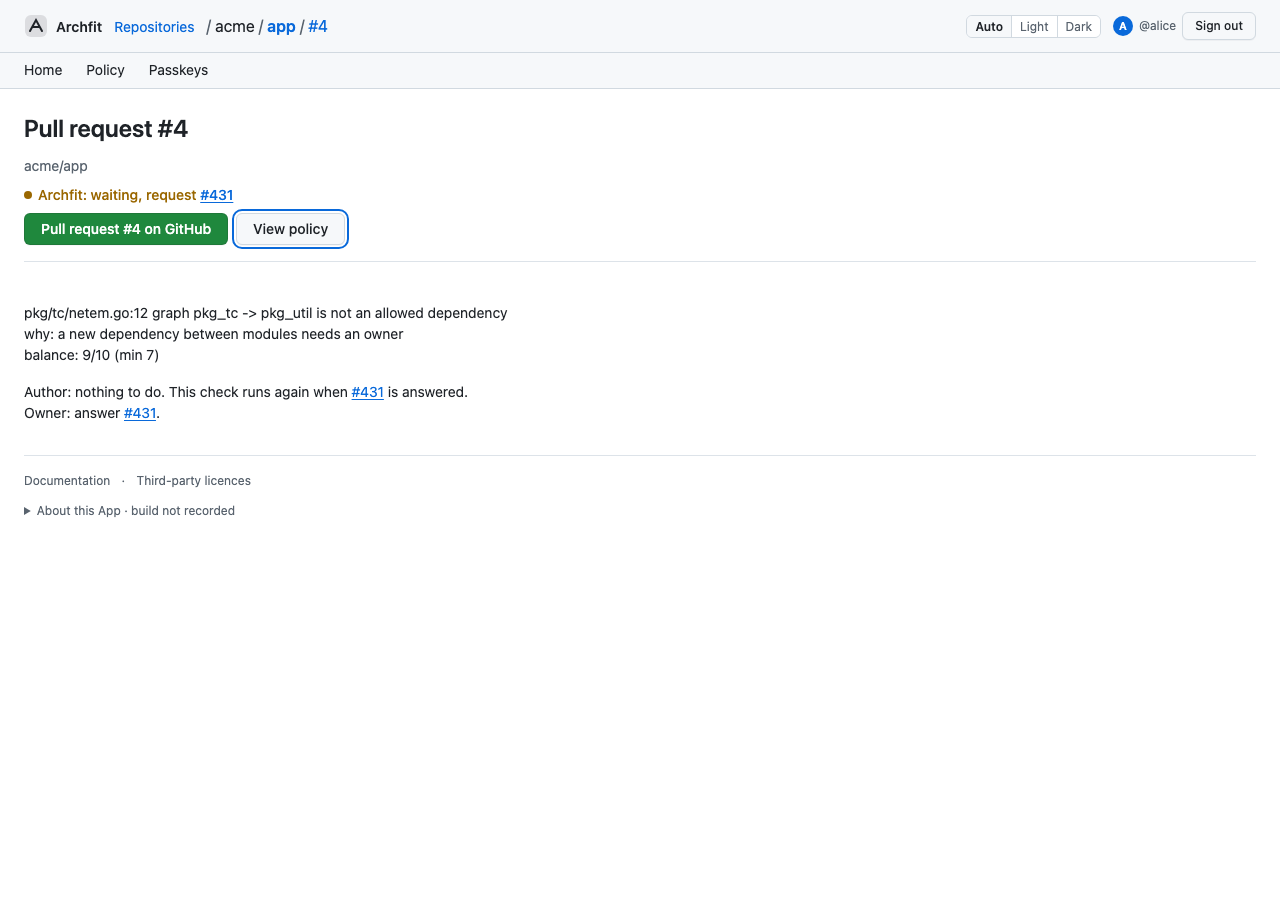 Archfit Repositories / acme / app / #4
Auto Light Dark A @alice Sign out
Home Policy Passkeys
Pull request #4
acme/app
Archfit: waiting, request #431
Pull request #4 on GitHub View policy
pkg/tc/netem.go:12 graph pkg_tc -> pkg_util is not an allowed dependency
why: a new dependency between modules needs an owner
balance: 9/10 (min 7)
Author: nothing to do. This check runs again when #431 is answered.
Owner: answer #431.
Documentation · Third-party licences
About this App · build not recorded